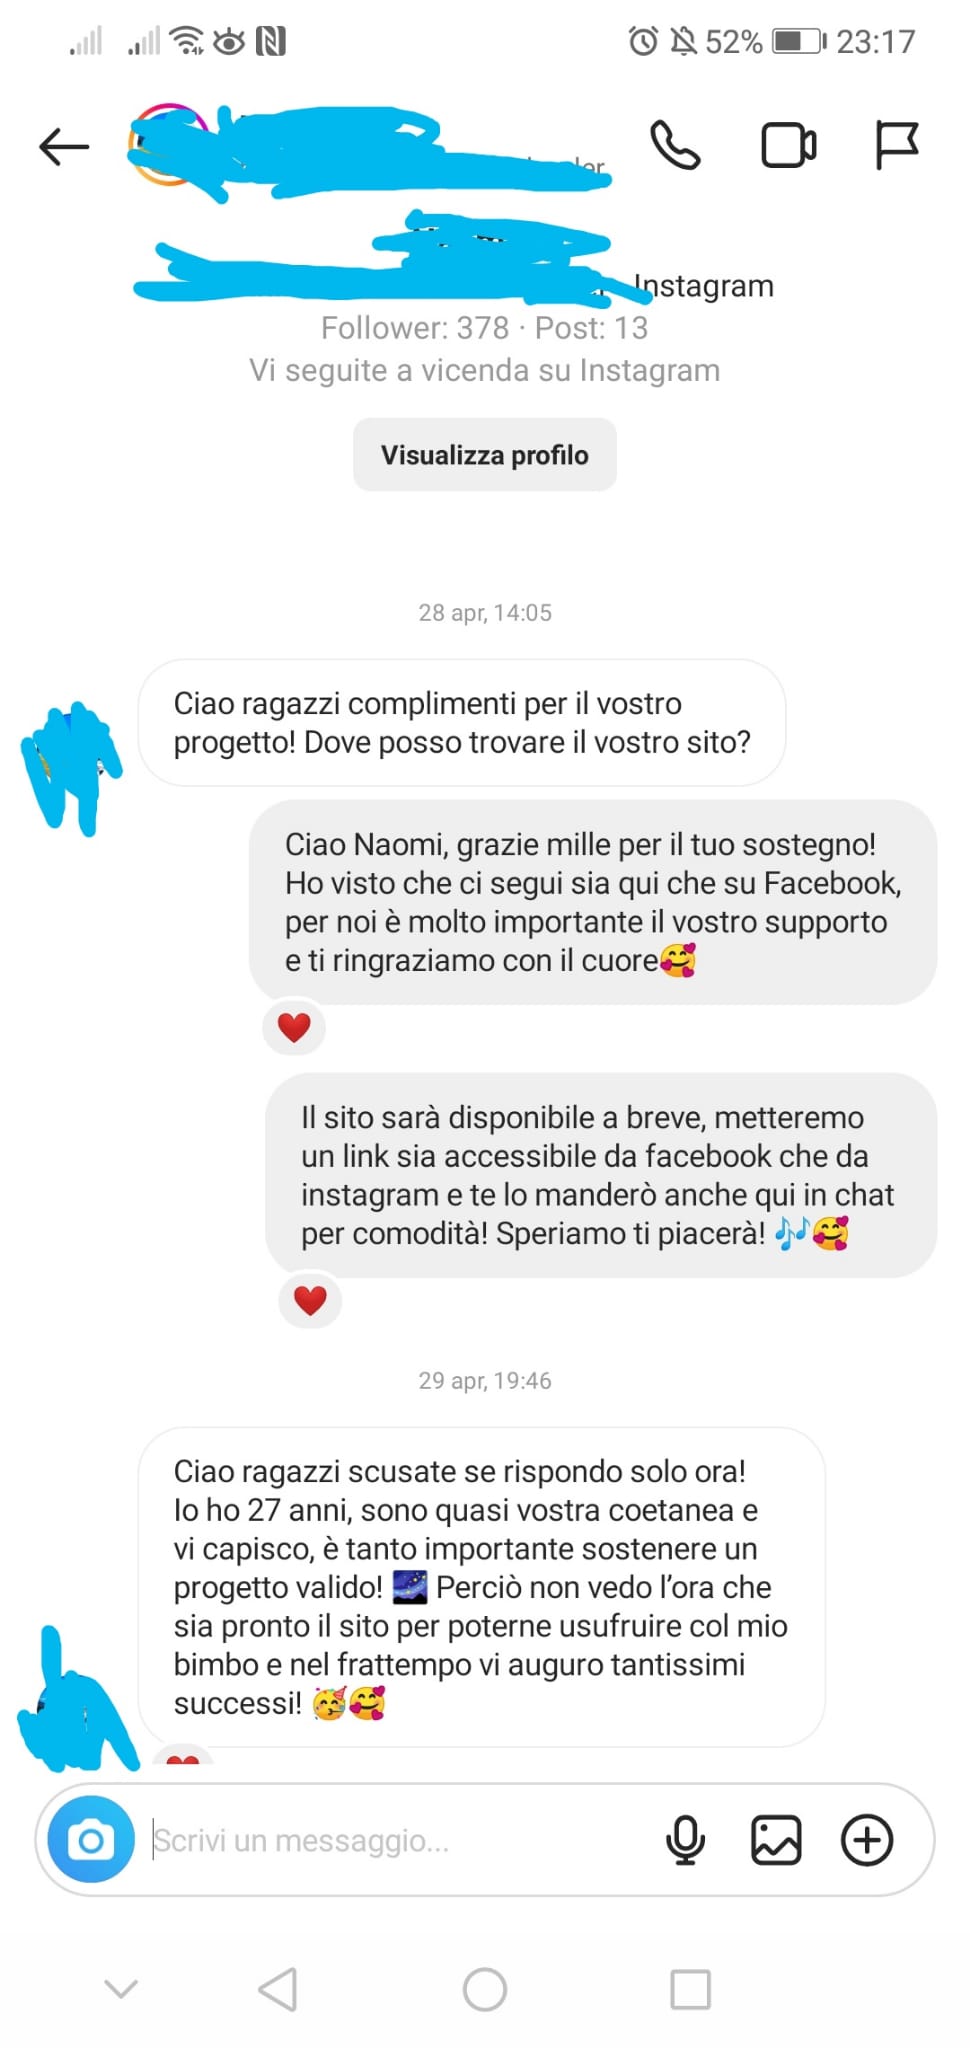 52% 23:17
Instagram
Follower: 378 · Post: 13
Vi seguite a vicenda su Instagram
Visualizza profilo
28 apr, 14:05
Ciao ragazzi complimenti per il vostro
progetto! Dove posso trovare il vostro sito?
Ciao Naomi, grazie mille per il tuo sostegno!
Ho visto che ci segui sia qui che su Facebook,
per noi è molto importante il vostro supporto
e ti ringraziamo con il cuore🥰
Il sito sarà disponibile a breve, metteremo
un link sia accessibile da facebook che da
instagram e te lo manderò anche qui in chat
per comodità! Speriamo ti piacerà! 🎶🥰
29 apr, 19:46
Ciao ragazzi scusate se rispondo solo ora!
Io ho 27 anni, sono quasi vostra coetanea e
vi capisco, è tanto importante sostenere un
progetto valido! 🌌 Perciò non vedo l'ora che
sia pronto il sito per poterne usufruire col mio
bimbo e nel frattempo vi auguro tantissimi
successi! 🥳🥰
Scrivi un messaggio...